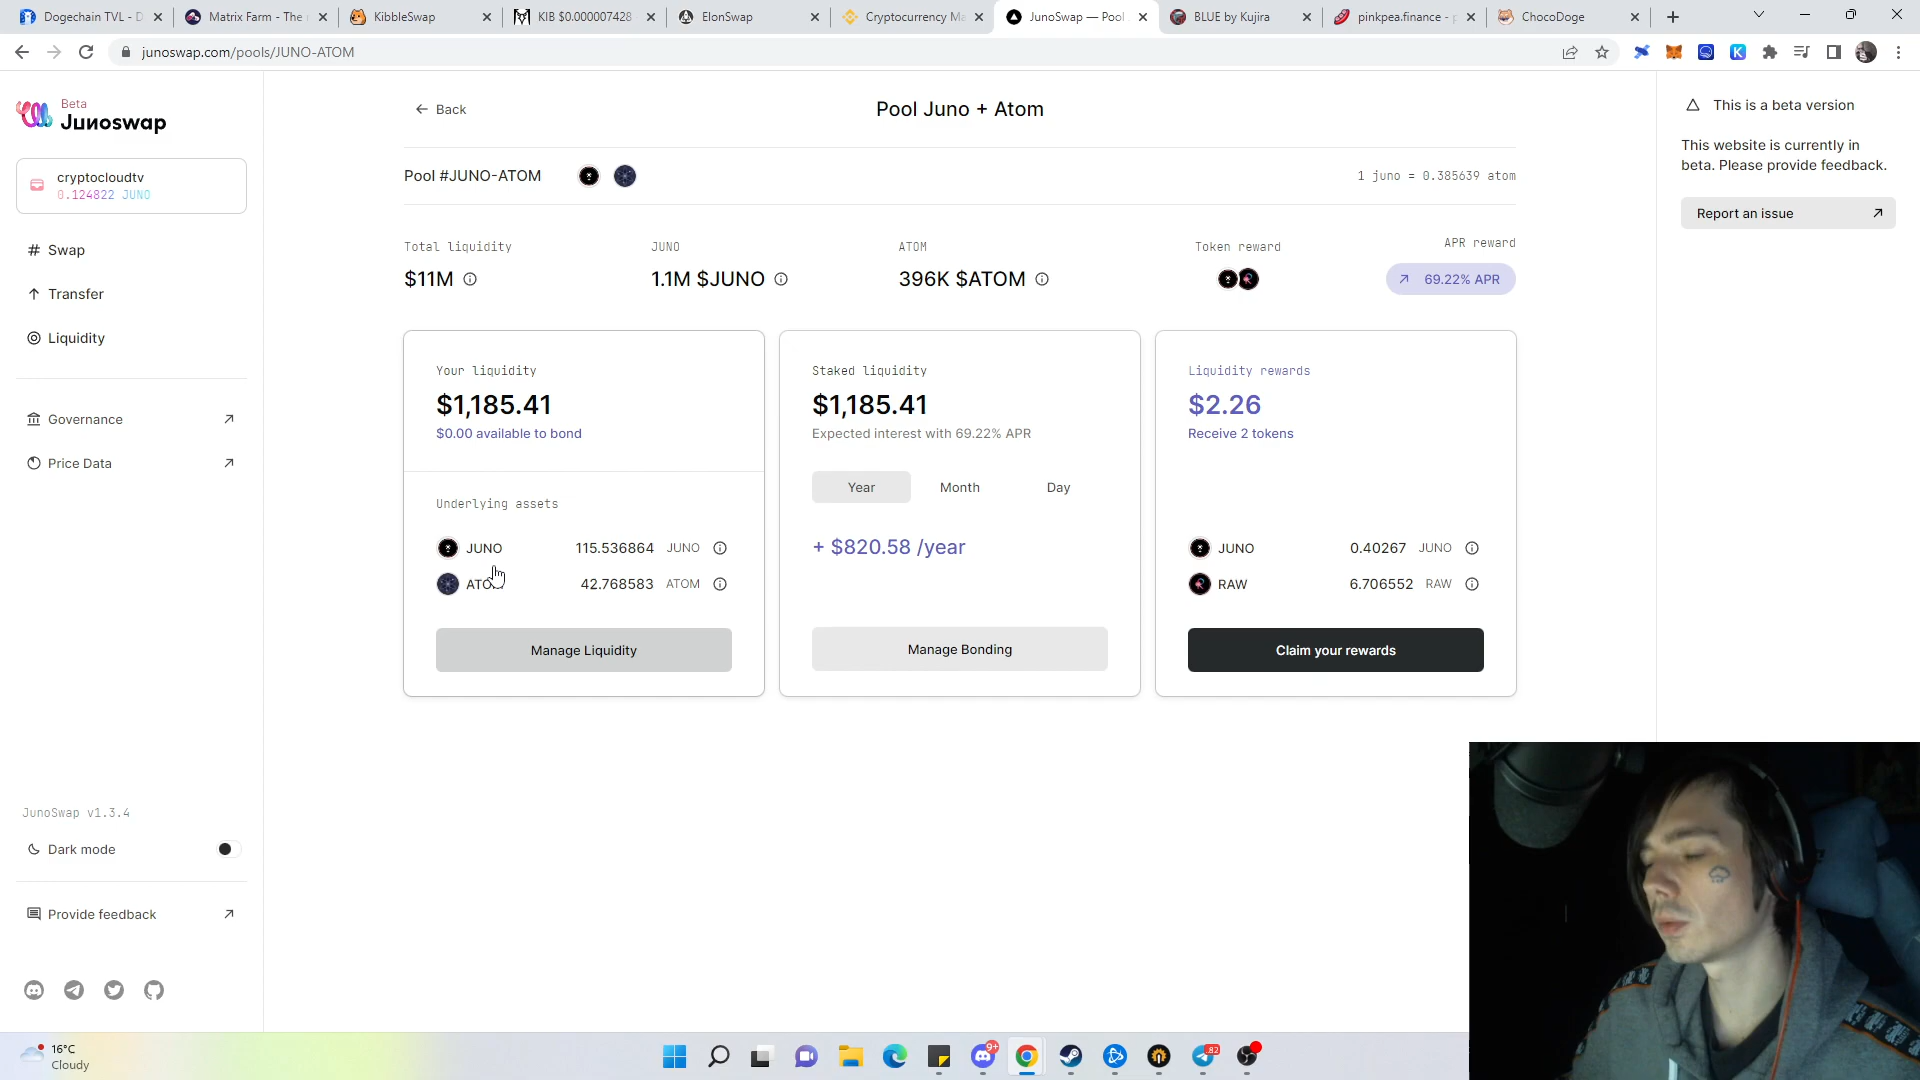 Dogechain TVL - D
Matrix Farm - The
KibbleSwap
KIB $0.000007428
ElonSwap
Cryptocurrency Ma
JunoSwap — Pool
BLUE by Kujira
pinkpea.finance - p
ChocoDoge
junoswap.com/pools/JUNO-ATOM
K
Beta
Junoswap
cryptocloudtv
0.124822 JUNO
# Swap
Transfer
Liquidity
Governance
Price Data
JunoSwap v1.3.4
Dark mode
Provide feedback
Back
Pool Juno + Atom
Pool #JUNO-ATOM
1 juno = 0.385639 atom
Total liquidity
JUNO
ATOM
Token reward
APR reward
$11M
1.1M $JUNO
396K $ATOM
69.22% APR
Your liquidity
$1,185.41
$0.00 available to bond
Underlying assets
JUNO 115.536864 JUNO
ATOM 42.768583 ATOM
Manage Liquidity
Staked liquidity
$1,185.41
Expected interest with 69.22% APR
Year Month Day
+ $820.58 /year
Manage Bonding
Liquidity rewards
$2.26
Receive 2 tokens
JUNO 0.40267 JUNO
RAW 6.706552 RAW
Claim your rewards
This is a beta version
This website is currently in
beta. Please provide feedback.
Report an issue
16°C
Cloudy
9+
82